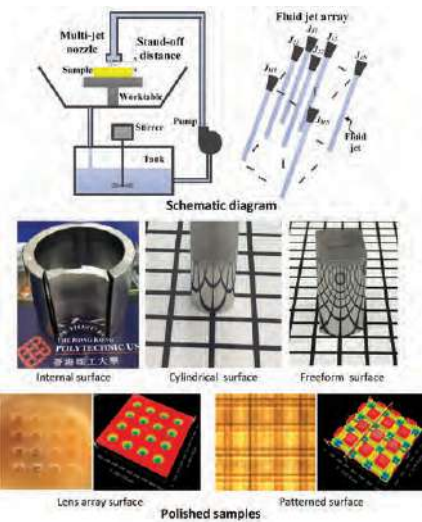 Multi-jet
nozzle
Stand-off
distance
Sample
Worktable
Stirrer
Pump
Tank
Fluid jet array
Fluid
jet
Schematic diagram
THE HONG KONG
POLYTECHNIC
香港理工大學
Internal surface
Cylindrical surface
Freeform surface
Lens array surface
Patterned surface
Polished samples